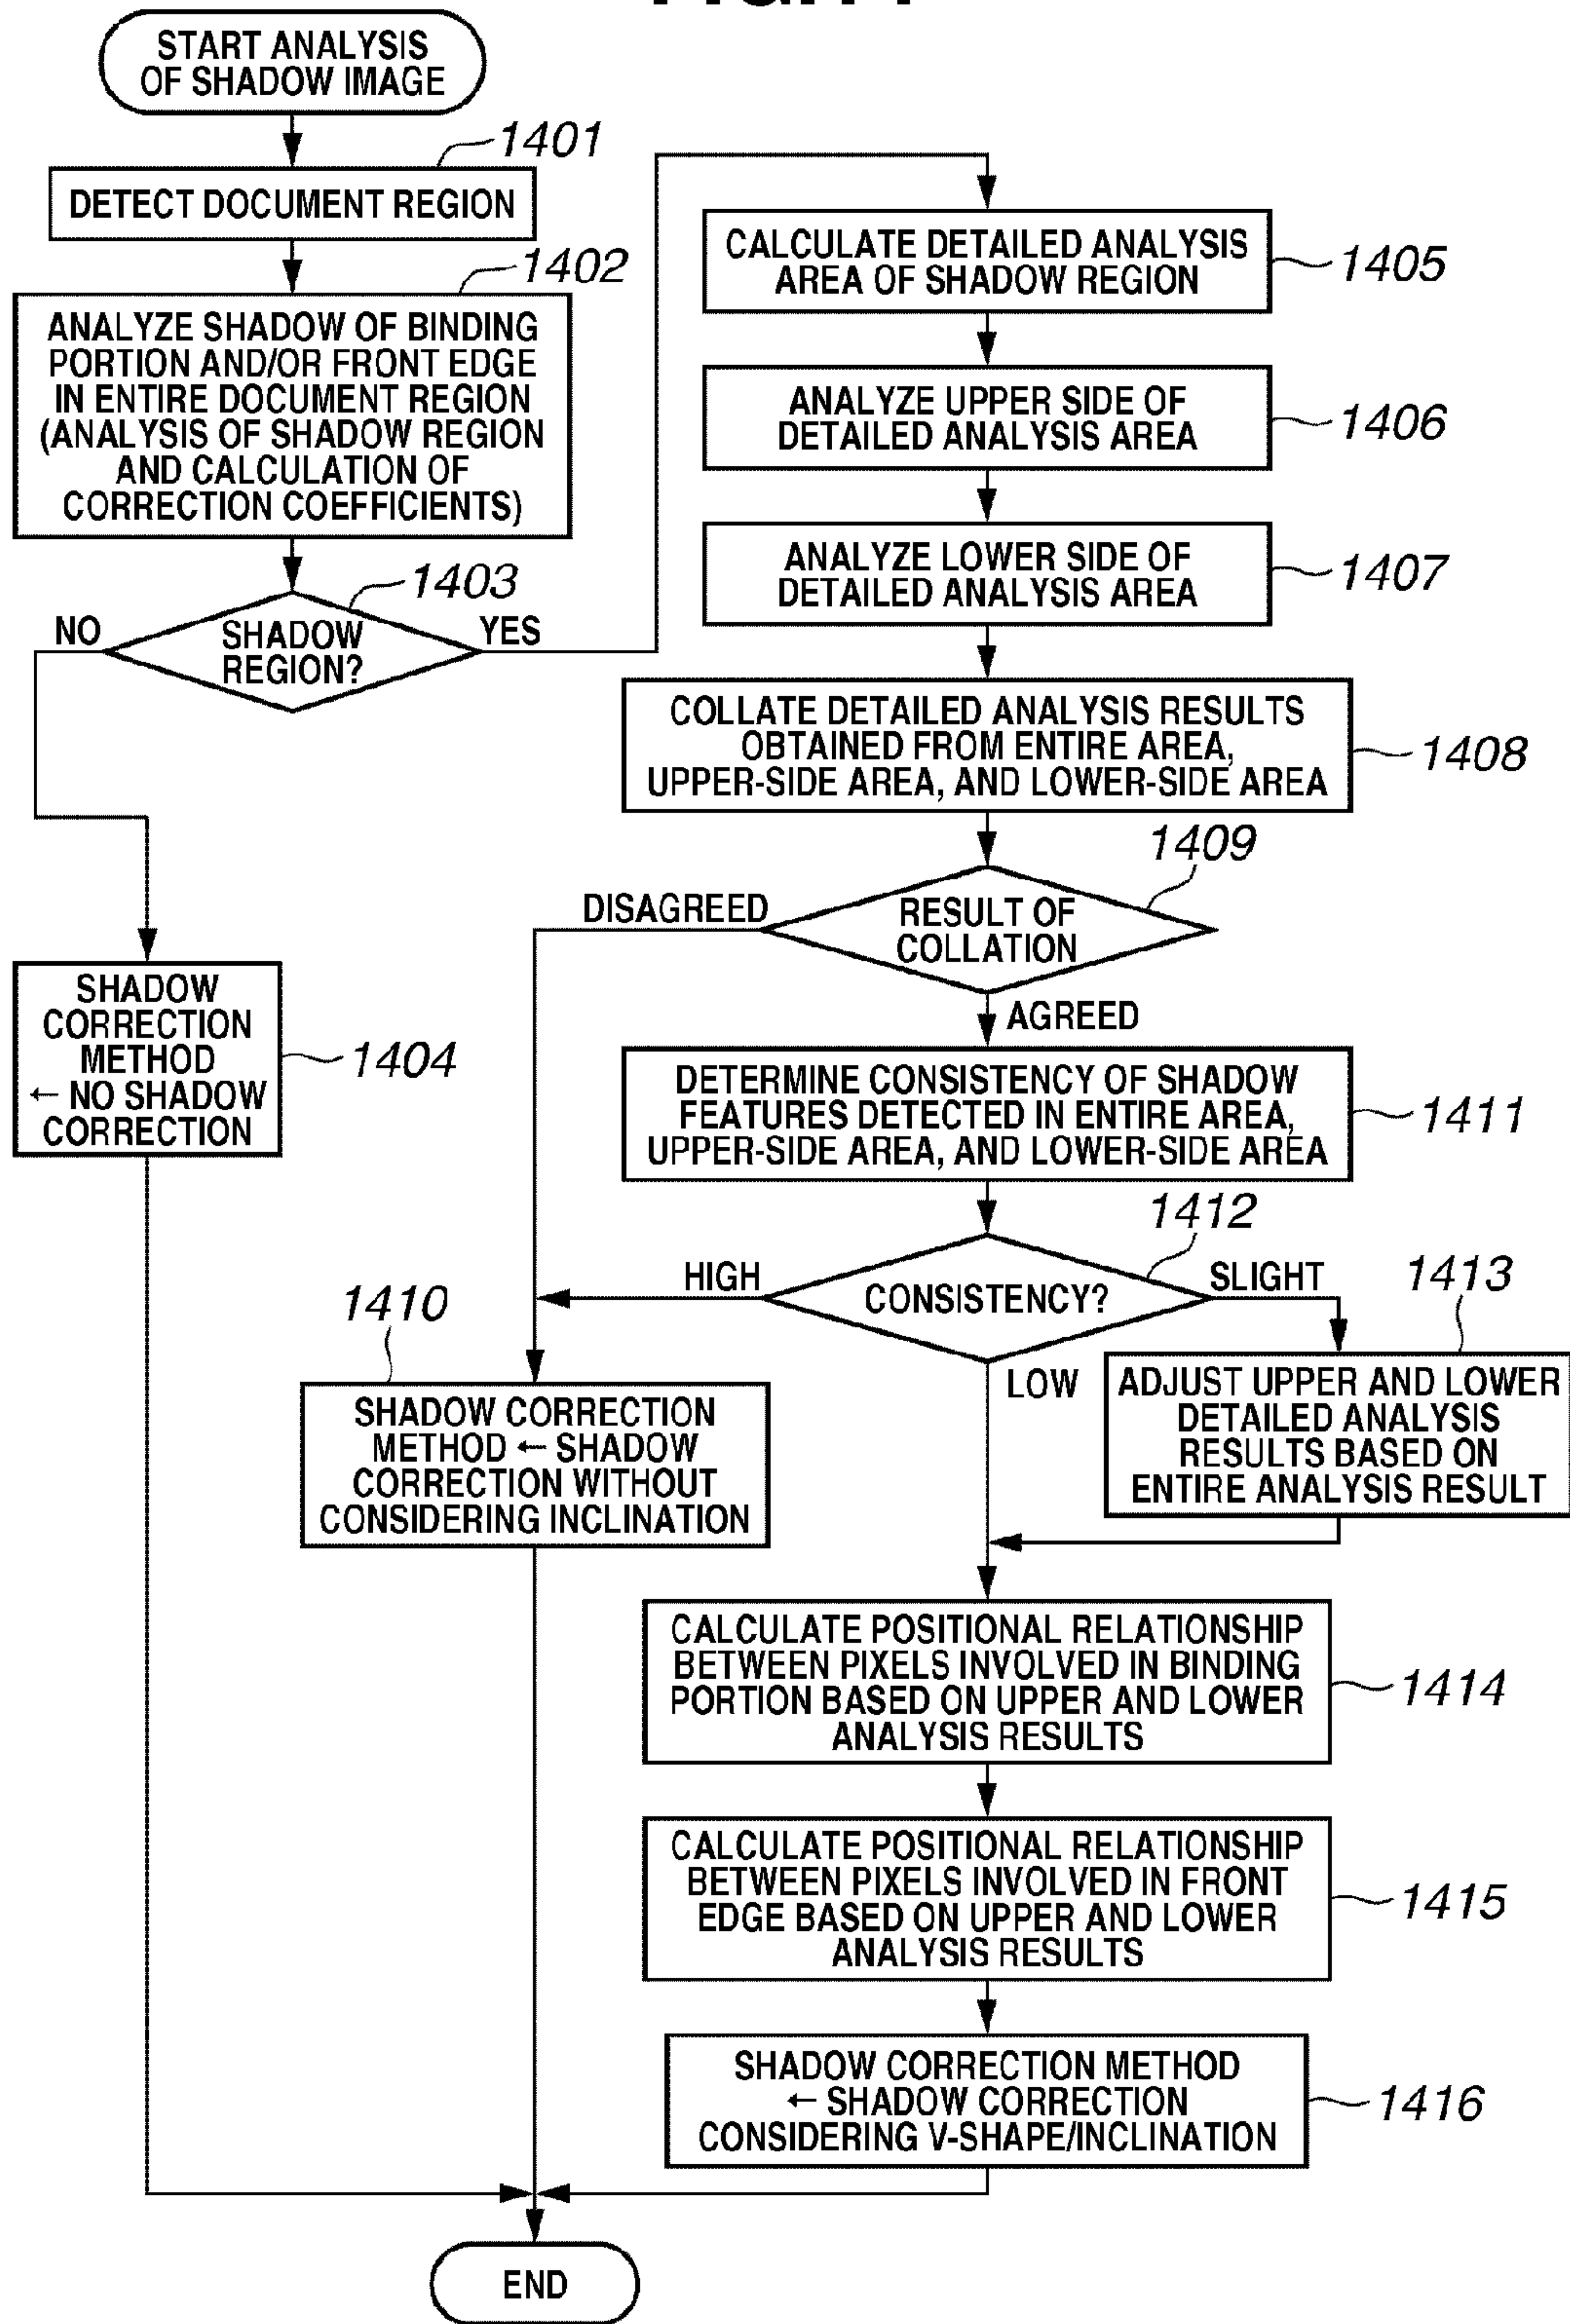 START ANALYSIS
OF SHADOW IMAGE
1401
DETECT DOCUMENT REGION
1402
ANALYZE SHADOW OF BINDING
PORTION AND/OR FRONT EDGE
IN ENTIRE DOCUMENT REGION
(ANALYSIS OF SHADOW REGION
AND CALCULATION OF
CORRECTION COEFFICIENTS)
1403
NO
SHADOW
REGION?
YES
SHADOW
CORRECTION
METHOD
← NO SHADOW
CORRECTION
1404
CALCULATE DETAILED ANALYSIS
AREA OF SHADOW REGION
1405
ANALYZE UPPER SIDE OF
DETAILED ANALYSIS AREA
1406
ANALYZE LOWER SIDE OF
DETAILED ANALYSIS AREA
1407
COLLATE DETAILED ANALYSIS RESULTS
OBTAINED FROM ENTIRE AREA,
UPPER-SIDE AREA, AND LOWER-SIDE AREA
1408
1409
DISAGREED
RESULT OF
COLLATION
AGREED
DETERMINE CONSISTENCY OF SHADOW
FEATURES DETECTED IN ENTIRE AREA,
UPPER-SIDE AREA, AND LOWER-SIDE AREA
1411
1412
HIGH
CONSISTENCY?
SLIGHT
LOW
1410
SHADOW CORRECTION
METHOD ← SHADOW
CORRECTION WITHOUT
CONSIDERING INCLINATION
1413
ADJUST UPPER AND LOWER
DETAILED ANALYSIS
RESULTS BASED ON
ENTIRE ANALYSIS RESULT
CALCULATE POSITIONAL RELATIONSHIP
BETWEEN PIXELS INVOLVED IN BINDING
PORTION BASED ON UPPER AND LOWER
ANALYSIS RESULTS
1414
CALCULATE POSITIONAL RELATIONSHIP
BETWEEN PIXELS INVOLVED IN FRONT
EDGE BASED ON UPPER AND LOWER
ANALYSIS RESULTS
1415
SHADOW CORRECTION METHOD
← SHADOW CORRECTION
CONSIDERING V-SHAPE/INCLINATION
1416
END